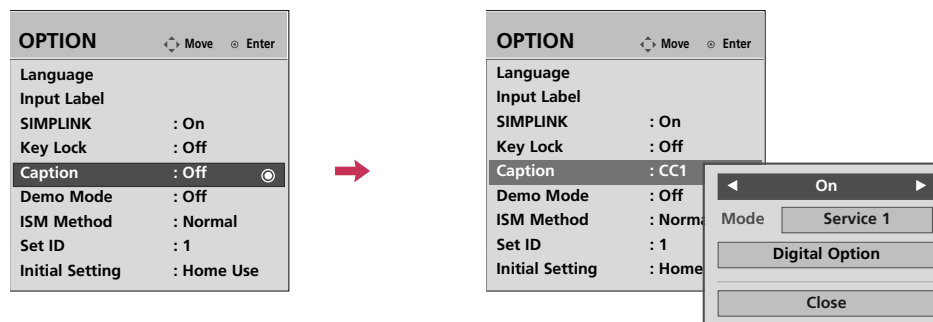 OPTION Move Enter
Language
Input Label
SIMPLINK : On
Key Lock : Off
Caption : Off
Demo Mode : Off
ISM Method : Normal
Set ID : 1
Initial Setting : Home Use
OPTION Move Enter
Language
Input Label
SIMPLINK : On
Key Lock : Off
Caption : CC1
Demo Mode : Off
ISM Method : Norma
Set ID : 1
Initial Setting : Home
◀ On ▶
Mode Service 1
Digital Option
Close